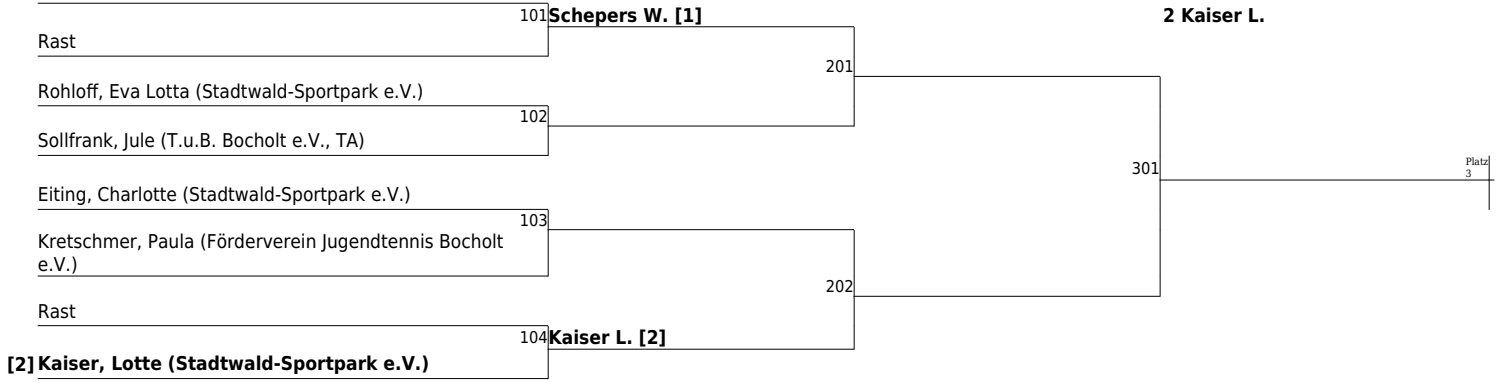 101 Schepers W. [1]
2 Kaiser L.
Rast
201
Rohloff, Eva Lotta (Stadtwald-Sportpark e.V.)
102
Sollfrank, Jule (T.u.B. Bocholt e.V., TA)
301
Platz
3
Eiting, Charlotte (Stadtwald-Sportpark e.V.)
103
Kretschmer, Paula (Förderverein Jugendtennis Bocholt
e.V.)
202
Rast
104 Kaiser L. [2]
[2] Kaiser, Lotte (Stadtwald-Sportpark e.V.)